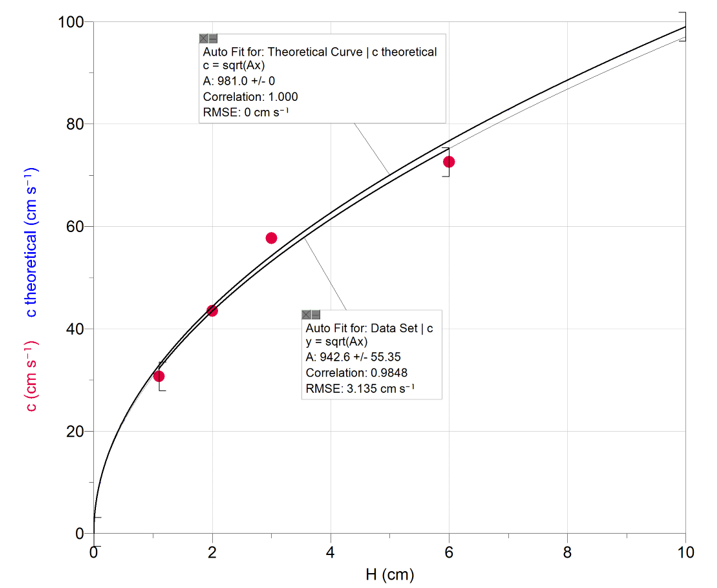 100
80
60
40
20
0
c (cm s⁻¹) c theoretical (cm s⁻¹)
Auto Fit for: Theoretical Curve | c theoretical
c = sqrt(Ax)
A: 981.0 +/- 0
Correlation: 1.000
RMSE: 0 cm s⁻¹
Auto Fit for: Data Set | c
y = sqrt(Ax)
A: 942.6 +/- 55.35
Correlation: 0.9848
RMSE: 3.135 cm s⁻¹
0 2 4 6 8 10
H (cm)